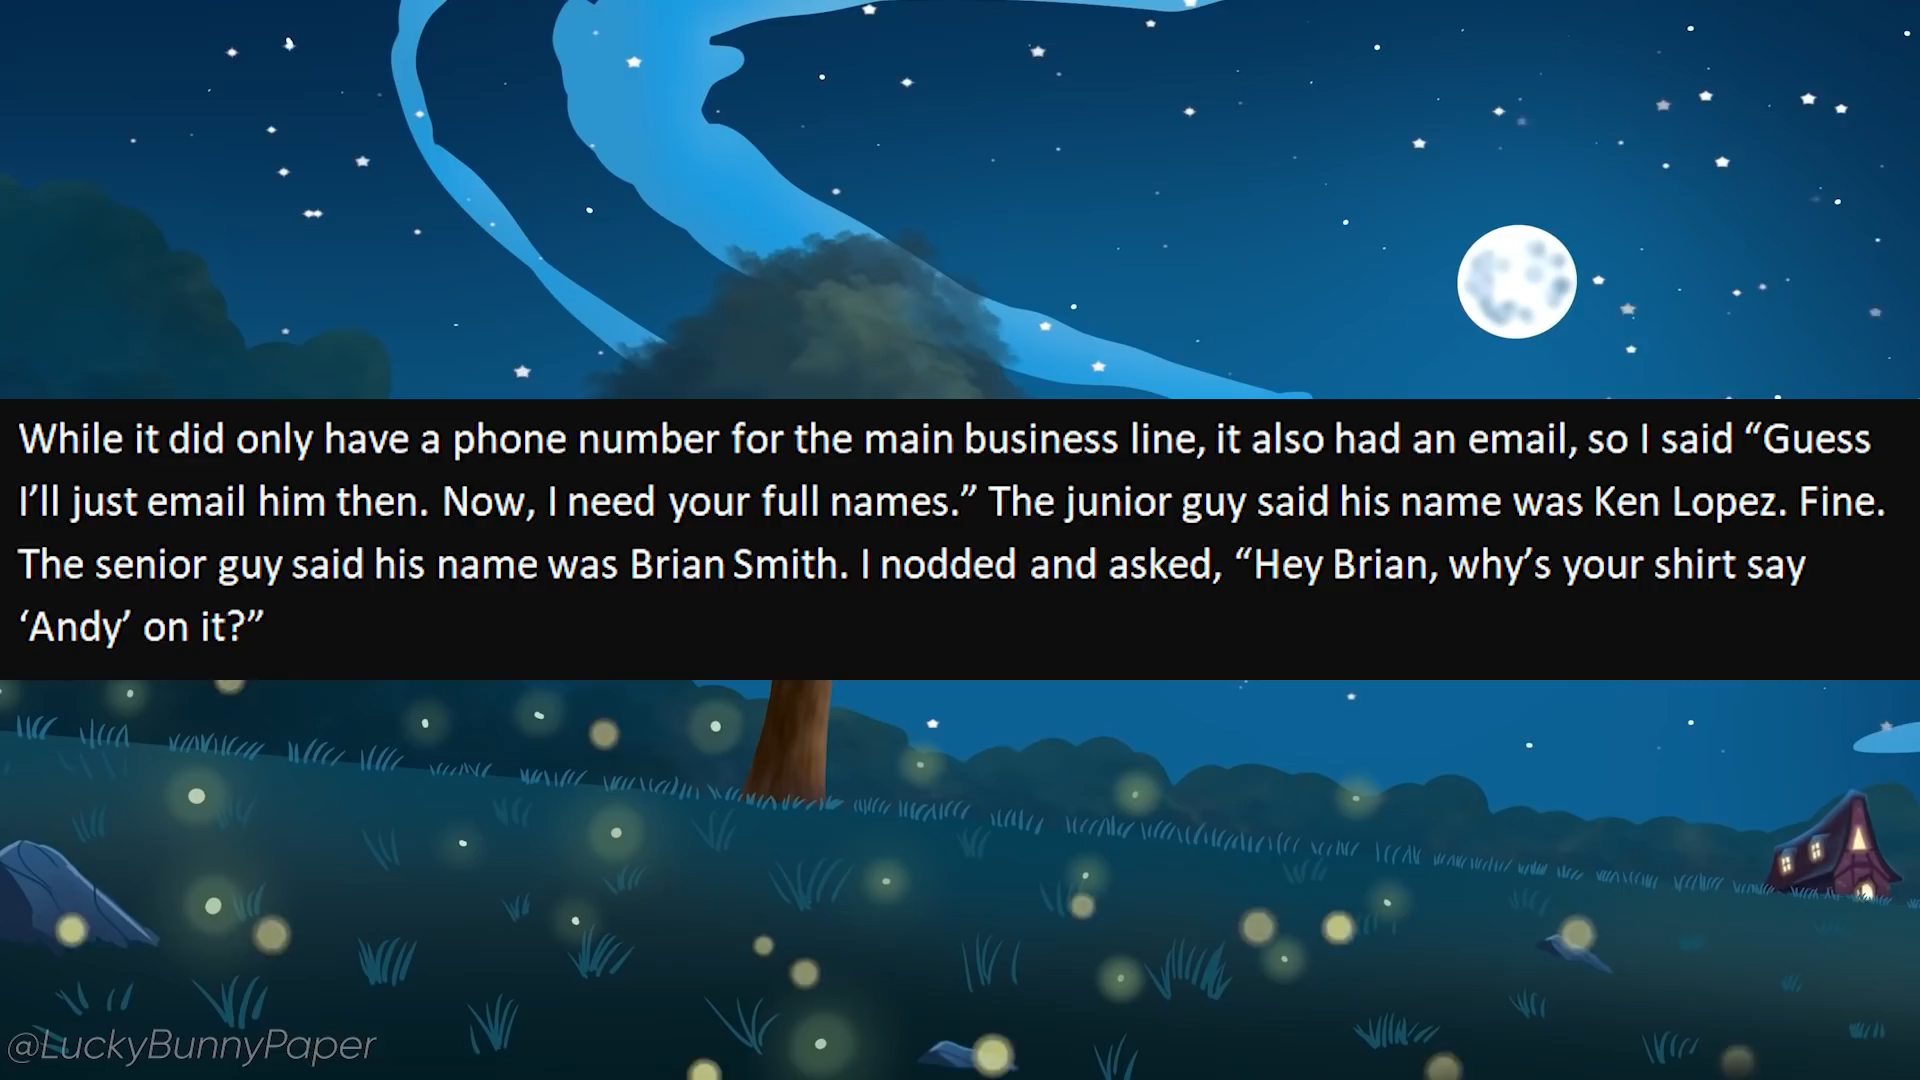 While it did only have a phone number for the main business line, it also had an email, so I said “Guess
I’ll just email him then. Now, I need your full names.” The junior guy said his name was Ken Lopez. Fine.
The senior guy said his name was Brian Smith. I nodded and asked, “Hey Brian, why’s your shirt say
‘Andy’ on it?”
@LuckyBunnyPaper